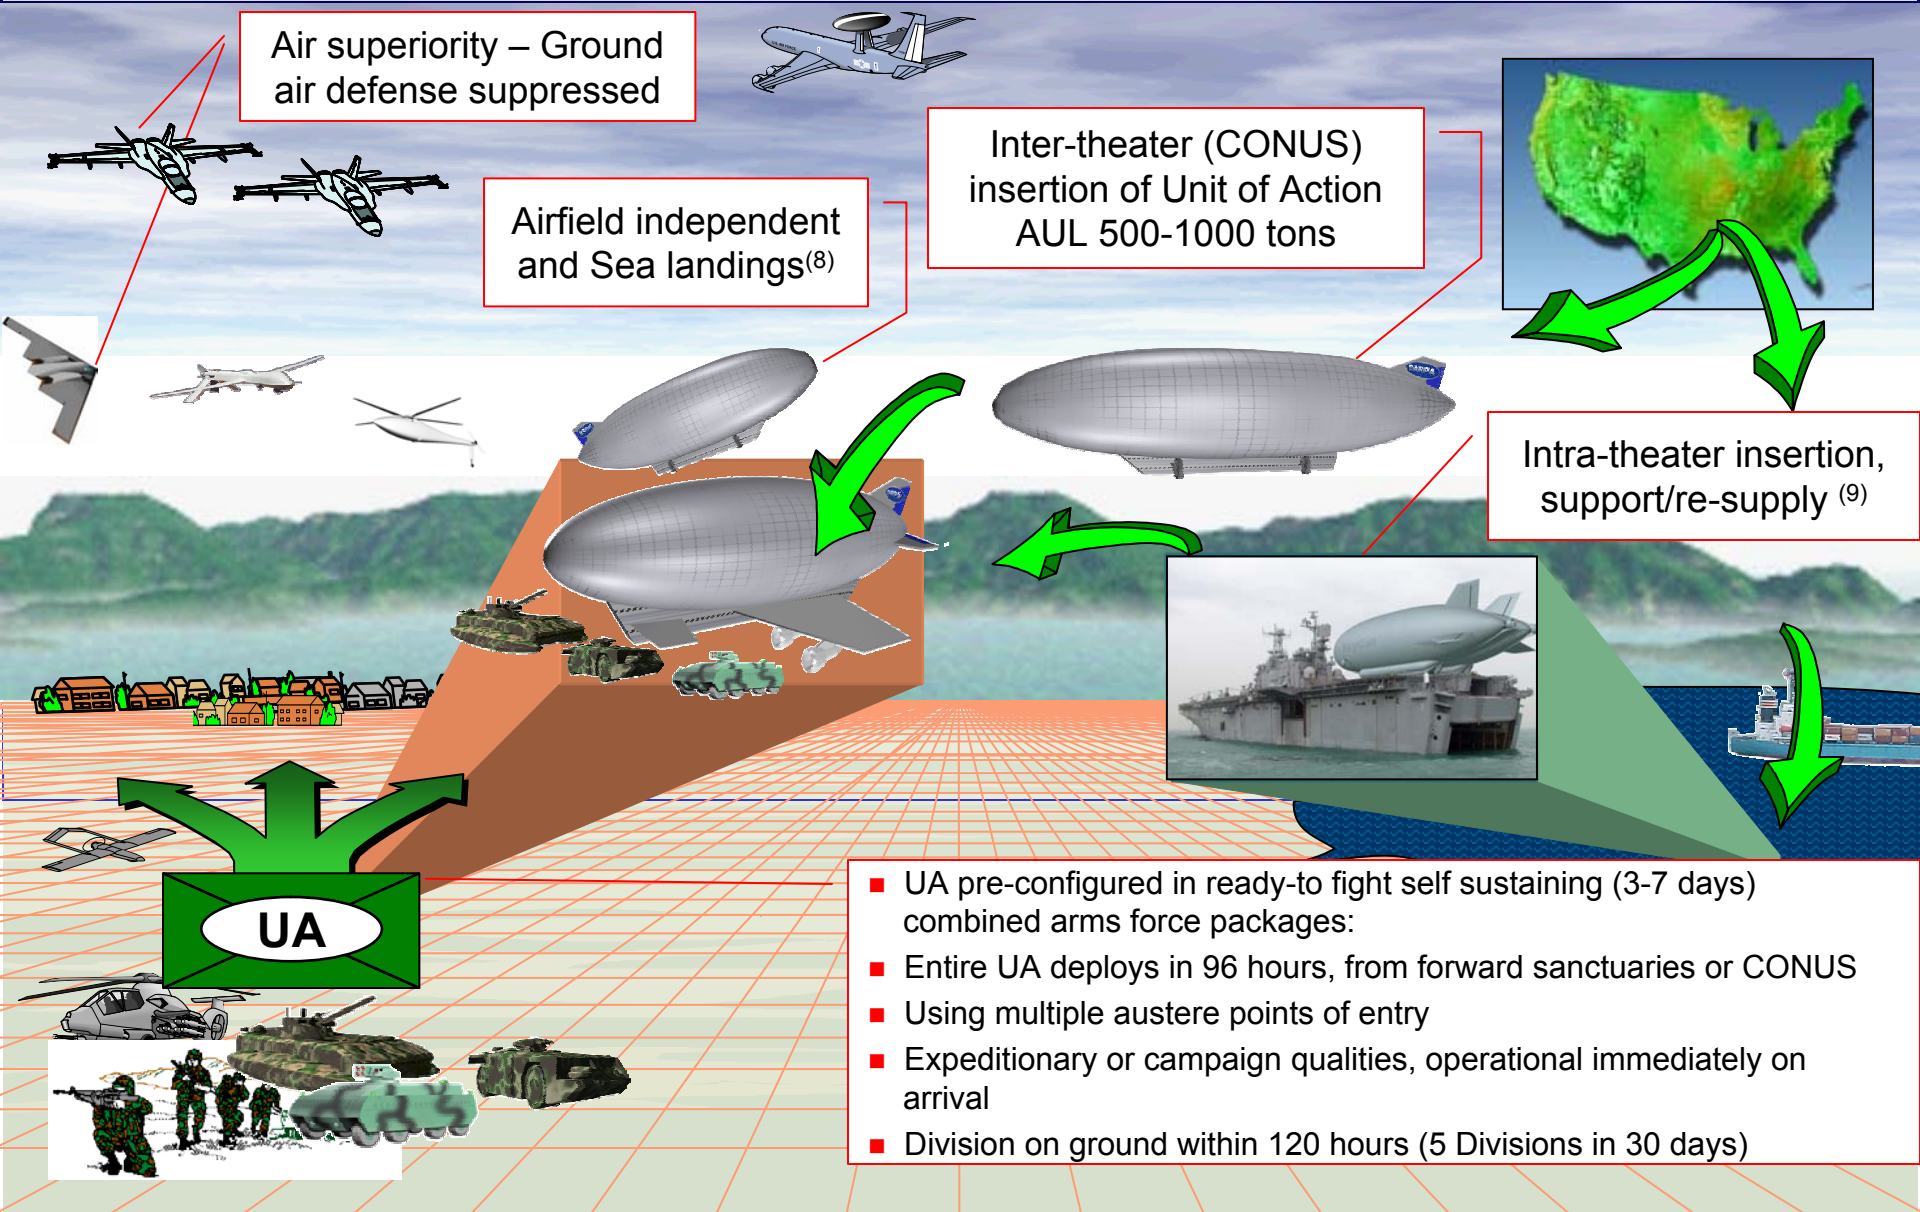 Air superiority – Ground
air defense suppressed
Inter-theater (CONUS)
insertion of Unit of Action
AUL 500-1000 tons
Airfield independent
and Sea landings(8)
Intra-theater insertion,
support/re-supply (9)
UA
■ UA pre-configured in ready-to fight self sustaining (3-7 days)
combined arms force packages:
■ Entire UA deploys in 96 hours, from forward sanctuaries or CONUS
■ Using multiple austere points of entry
■ Expeditionary or campaign qualities, operational immediately on
arrival
■ Division on ground within 120 hours (5 Divisions in 30 days)